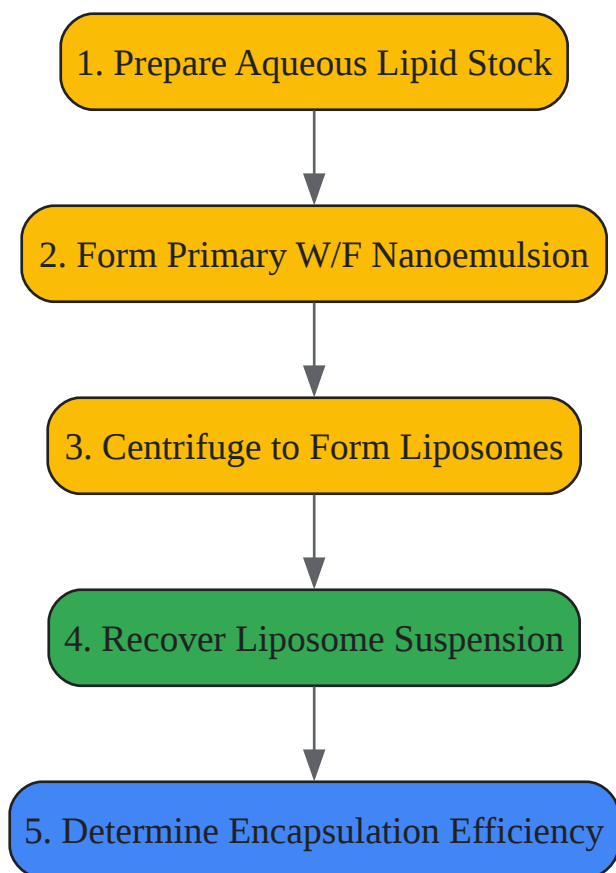 1. Prepare Aqueous Lipid Stock
2. Form Primary W/F Nanoemulsion
3. Centrifuge to Form Liposomes
4. Recover Liposome Suspension
5. Determine Encapsulation Efficiency